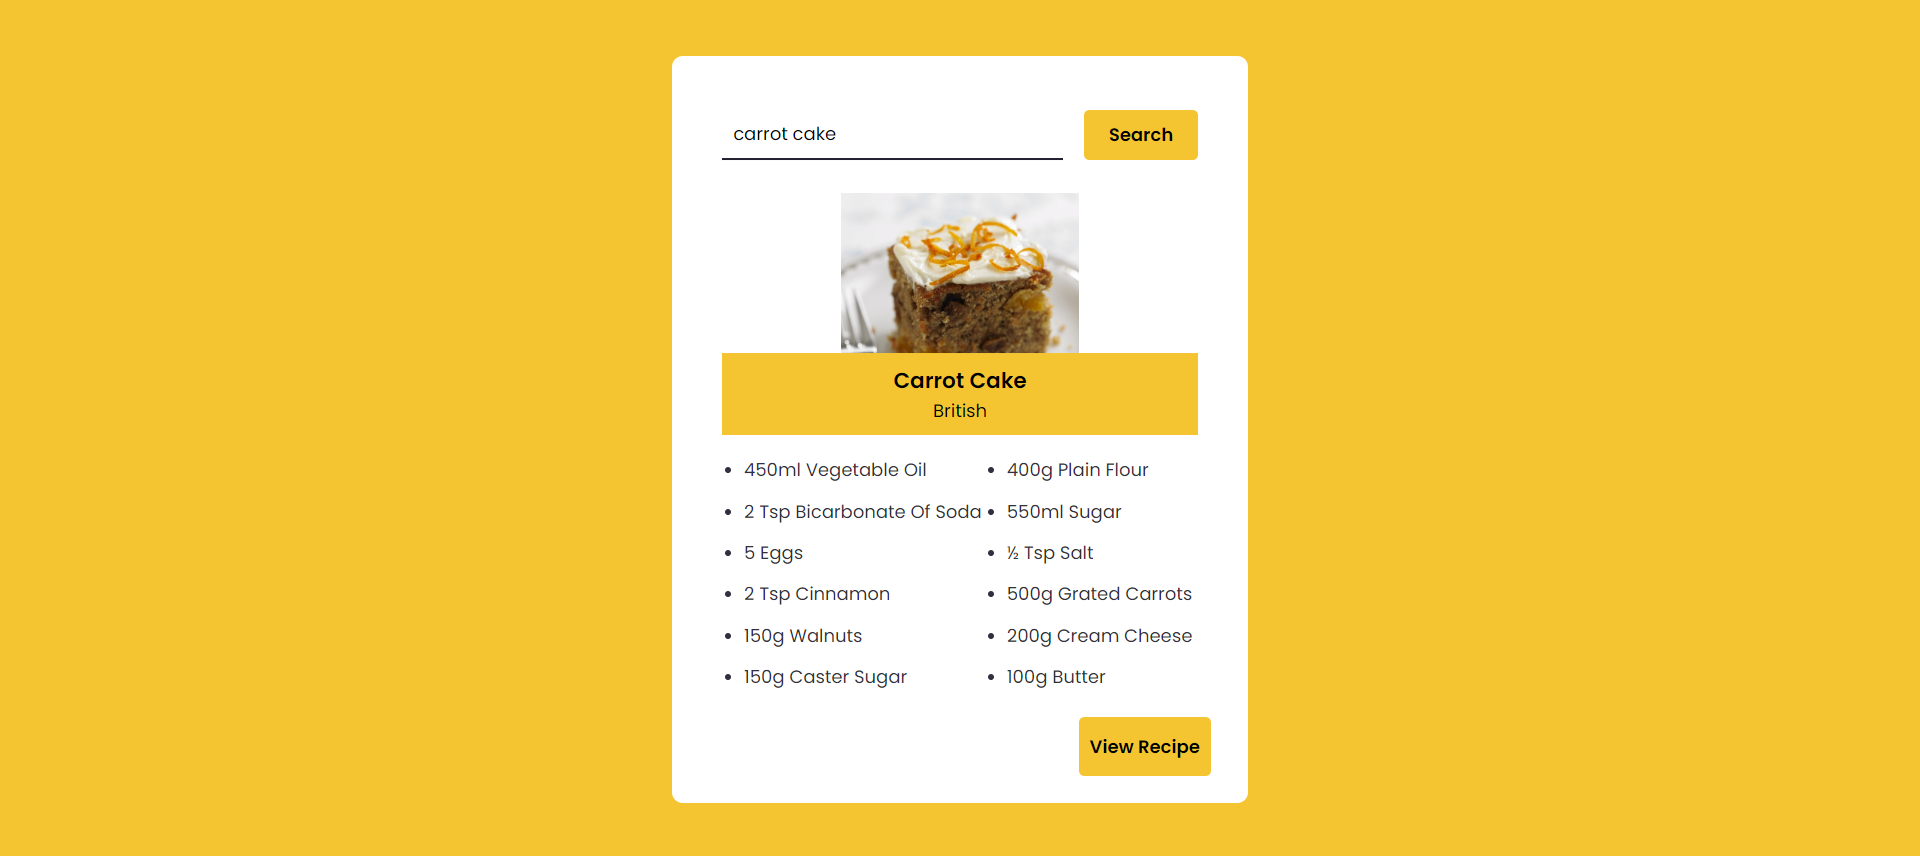 carrot cake
Search
Carrot Cake
British
450ml Vegetable Oil
400g Plain Flour
2 Tsp Bicarbonate Of Soda
550ml Sugar
5 Eggs
½ Tsp Salt
2 Tsp Cinnamon
500g Grated Carrots
150g Walnuts
200g Cream Cheese
150g Caster Sugar
100g Butter
View Recipe